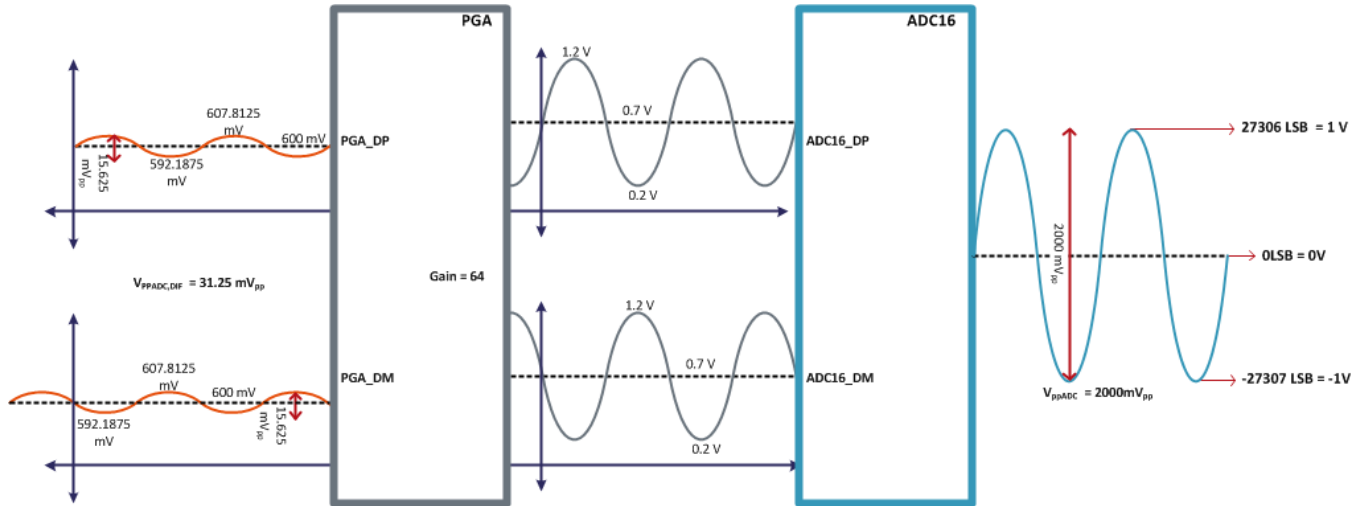 PGA
ADC16
1.2 V
607.8125
mV
0.7 V
27306 LSB = 1 V
600 mV
PGA_DP
ADC16_DP
15.625
mVpp
592.1875
mV
0.2 V
2000 mVpp
0LSB = 0V
VPPADC,DIF = 31.25 mVpp
Gain = 64
1.2 V
607.8125
mV
0.7 V
PGA_DM
ADC16_DM
-27307 LSB = -1V
600 mV
VppADC = 2000mVpp
592.1875
mV
15.625
mVpp
0.2 V